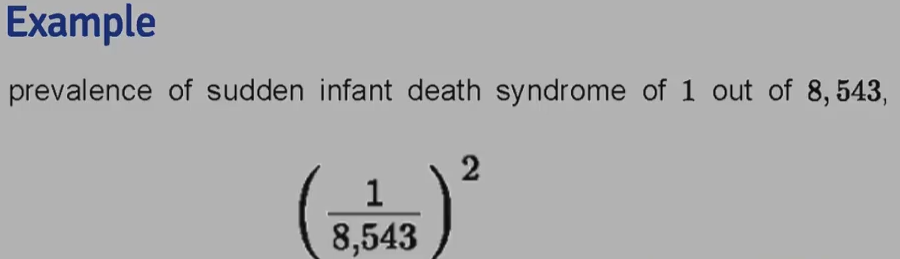 Example
prevalence of sudden infant death syndrome of 1 out of 8, 543,
(1/8,543)²